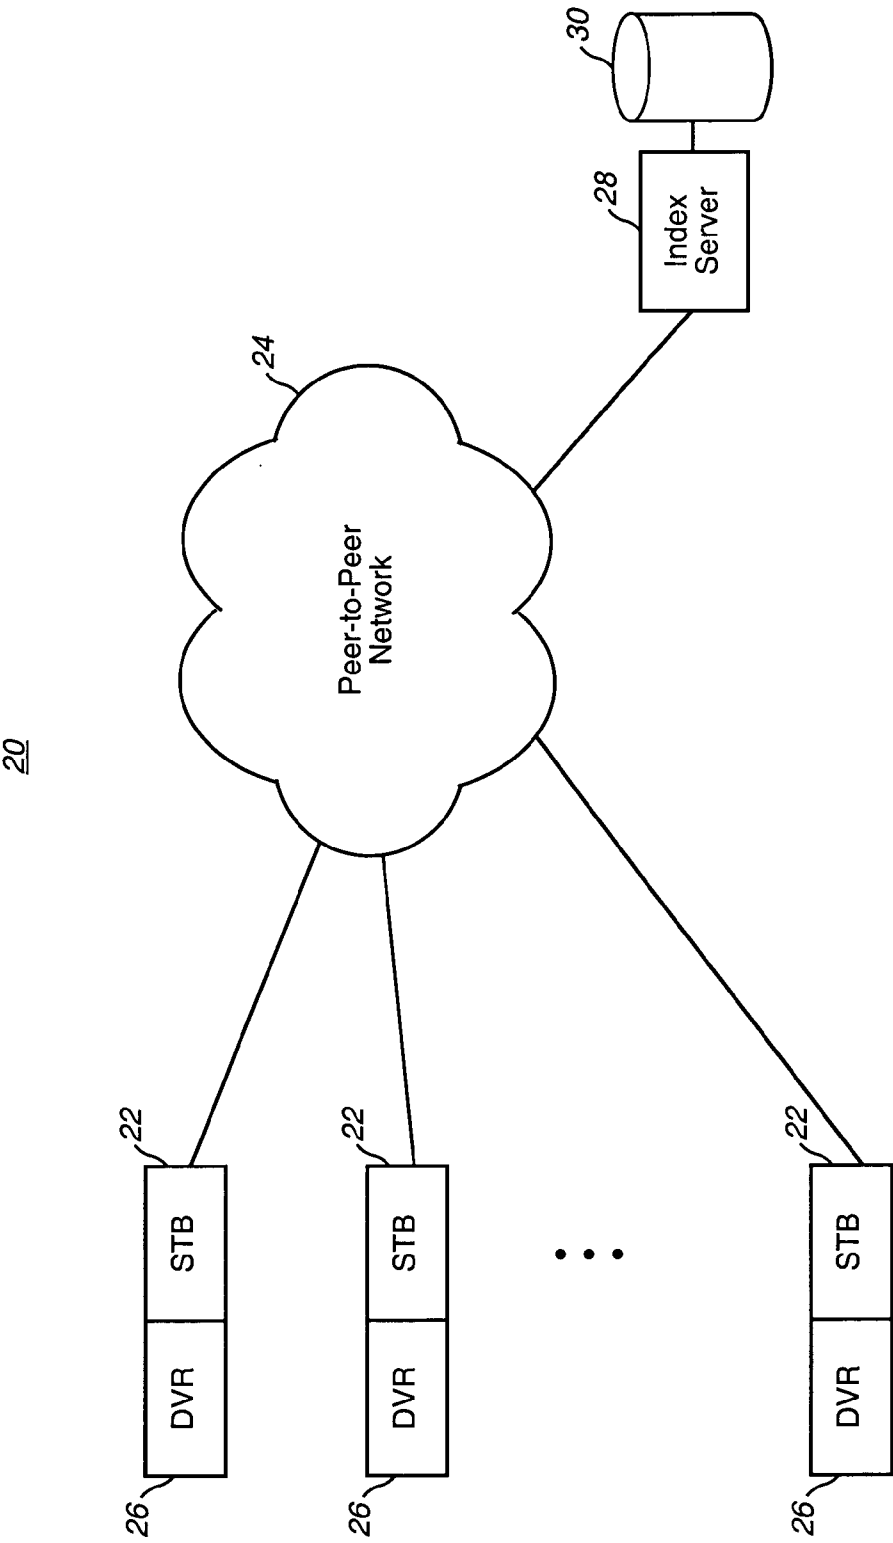 20
26
22
DVR
STB
24
Peer-to-Peer
Network
26
22
DVR
STB
30
28
Index
Server
26
22
DVR
STB